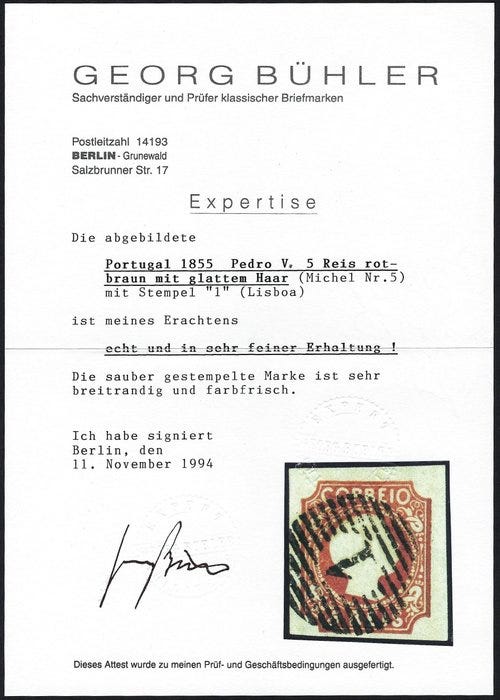 GEORG BÜHLER
Sachverständiger und Prüfer klassischer Briefmarken
Postleitzahl 14193
BERLIN - Grunewald
Salzbrunner Str. 17
Expertise
Die abgebildete
Portugal 1855 Pedro V. 5 Reis rot-
braun mit glattem Haar (Michel Nr.5)
mit Stempel "1" (Lisboa)
ist meines Erachtens
echt und in sehr feiner Erhaltung !
Die sauber gestempelte Marke ist sehr
breitrandig und farbfrisch.
Ich habe signiert
Berlin, den
11. November 1994
CORREIO
1
Dieses Attest wurde zu meinen Prüf- und Geschäftsbedingungen ausgefertigt.